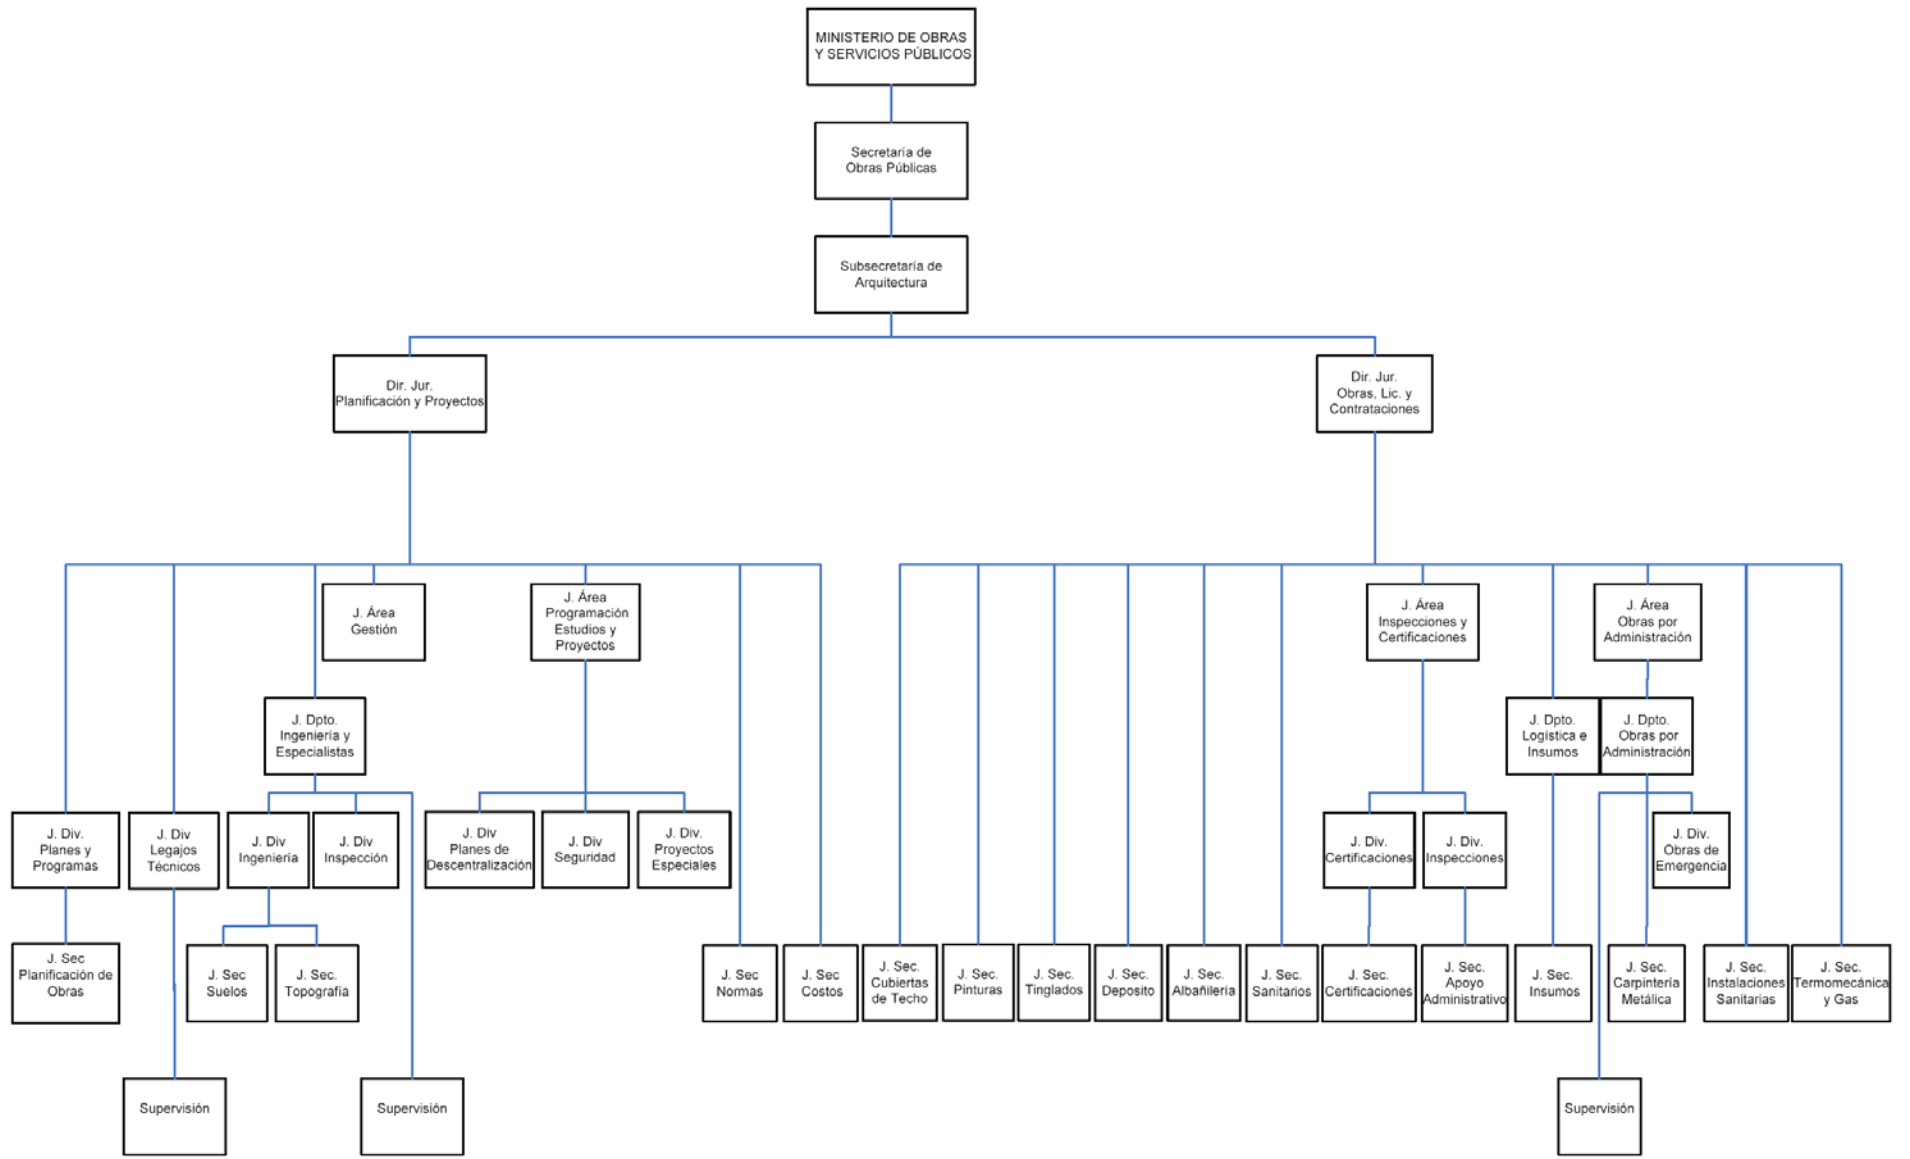 MINISTERIO DE OBRAS
Y SERVICIOS PÚBLICOS
Secretaría de
Obras Públicas
Subsecretaría de
Arquitectura
Dir. Jur.
Planificación y Proyectos
Dir. Jur.
Obras, Lic. y
Contrataciones
J. Área
Gestión
J. Área
Programación
Estudios y
Proyectos
J. Área
Inspecciones y
Certificaciones
J. Área
Obras por
Administración
J. Dpto.
Ingeniería y
Especialistas
J. Dpto.
Logística e
Insumos
J. Dpto.
Obras por
Administración
J. Div.
Planes y
Programas
J. Div
Legajos
Técnicos
J. Div
Ingeniería
J. Div
Inspección
J. Div
Planes de
Descentralización
J. Div
Seguridad
J. Div.
Proyectos
Especiales
J. Div.
Certificaciones
J. Div.
Inspecciones
J. Div.
Obras de
Emergencia
J. Sec
Planificación de
Obras
J. Sec
Suelos
J. Sec.
Topografía
J. Sec
Normas
J. Sec
Costos
J. Sec.
Cubiertas
de Techo
J. Sec.
Pinturas
J. Sec.
Tinglados
J. Sec.
Deposito
J. Sec.
Albañilería
J. Sec.
Sanitarios
J. Sec.
Certificaciones
J. Sec.
Apoyo
Administrativo
J. Sec.
Insumos
J. Sec.
Carpintería
Metálica
J. Sec.
Instalaciones
Sanitarias
J. Sec.
Termomecánica
y Gas
Supervisión
Supervisión
Supervisión